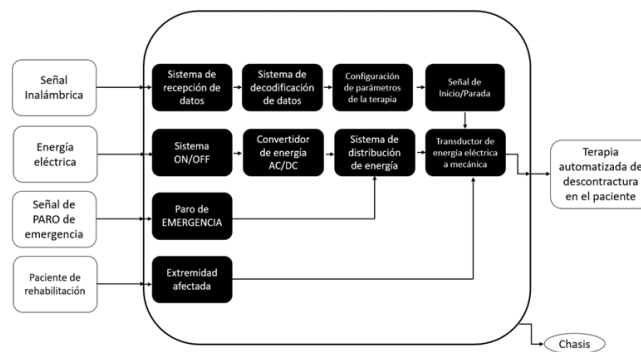 Señal
Inalámbrica
Sistema de
recepción de
datos
Sistema de
decodificación
de datos
Configuración
de parámetros
de la terapia
Señal de
Inicio/Parada
Energía
eléctrica
Sistema
ON/OFF
Convertidor
de energía
AC/DC
Sistema de
distribución
de energía
Transductor de
energía eléctrica
a mecánica
Terapia
automatizada de
descontractura
en el paciente
Señal de
PARO de
emergencia
Paro de
EMERGENCIA
Paciente de
rehabilitación
Extremidad
afectada
Chasis